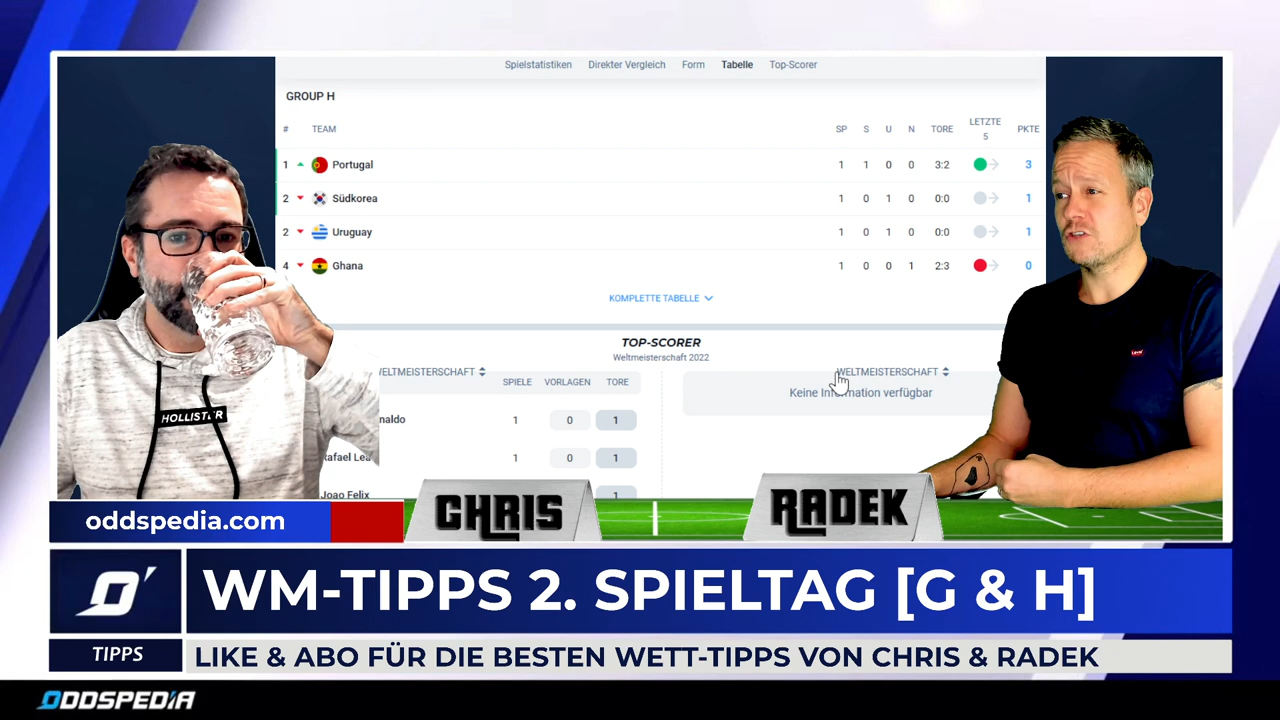 Spielstatistiken Direkter Vergleich Form Tabelle Top-Scorer
GROUP H
# TEAM SP S U N TORE LETZTE 5 PKTE
1 Portugal 1 1 0 0 3:2 3
2 Südkorea 1 0 1 0 0:0 1
2 Uruguay 1 0 1 0 0:0 1
4 Ghana 1 0 0 1 2:3 0
KOMPLETTE TABELLE
TOP-SCORER
Weltmeisterschaft 2022
WELTMEISTERSCHAFT
SPIELE VORLAGEN TORE
naldo 1 0 1
Rafael Lea 1 0 1
Joao Felix 1
WELTMEISTERSCHAFT
Keine Information verfügbar
HOLLISTER
Levi's
CHRIS
RADEK
oddspedia.com
WM-TIPPS 2. SPIELTAG [G & H]
TIPPS
LIKE & ABO FÜR DIE BESTEN WETT-TIPPS VON CHRIS & RADEK
ODDSPEDIA